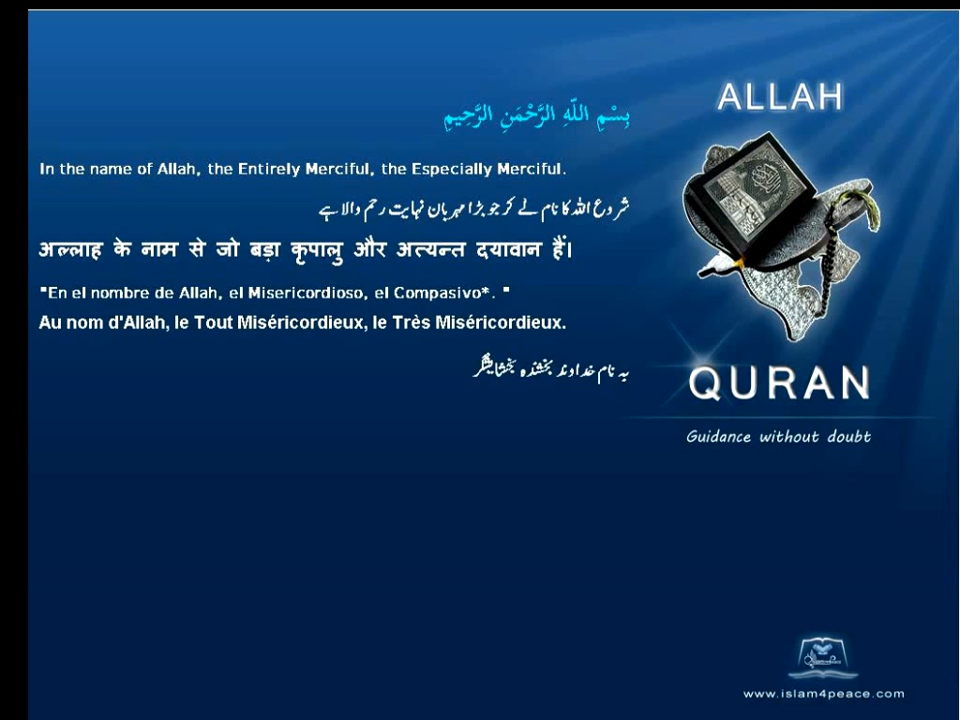 بِسْمِ اللّهِ الرَّحْمَنِ الرَّحِيمِ
In the name of Allah, the Entirely Merciful, the Especially Merciful.
شروع اللہ کا نام لے کر جو بڑا مہربان نہایت رحم والا ہے
अल्लाह के नाम से जो बड़ा कृपालु और अत्यन्त दयावान हैं।
"En el nombre de Allah, el Misericordioso, el Compasivo*. "
Au nom d'Allah, le Tout Miséricordieux, le Très Miséricordieux.
به نام خداوند بخشنده بخشایشگر
ALLAH
QURAN
Guidance without doubt
www.islam4peace.com